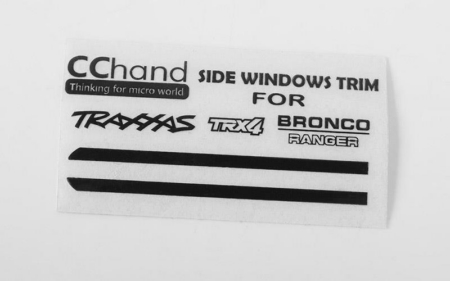 CChand
Thinking for micro world
SIDE WINDOWS TRIM
FOR
TRAXXAS TRX4 BRONCO
RANGER